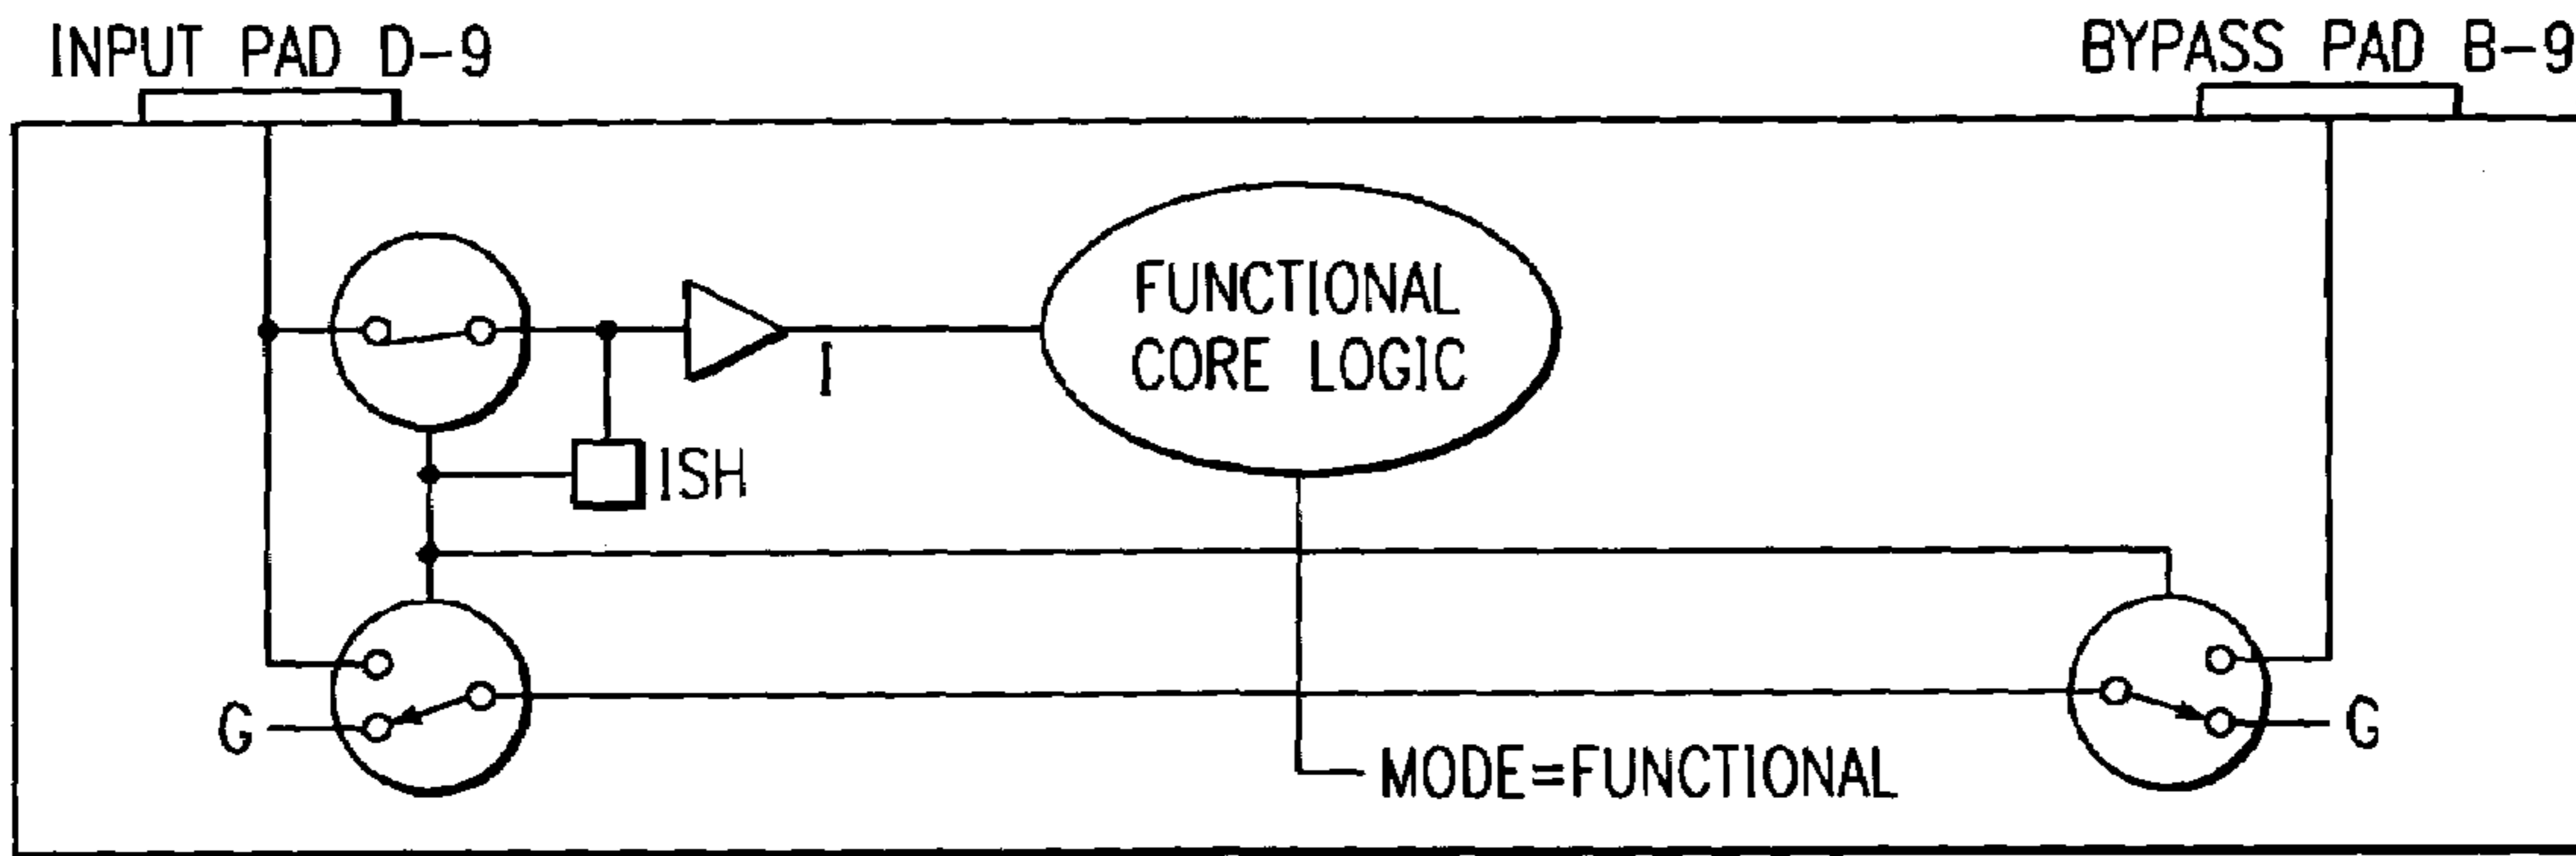 INPUT PAD D-9
BYPASS PAD B-9
FUNCTIONAL
CORE LOGIC
I
ISH
G
G
MODE=FUNCTIONAL